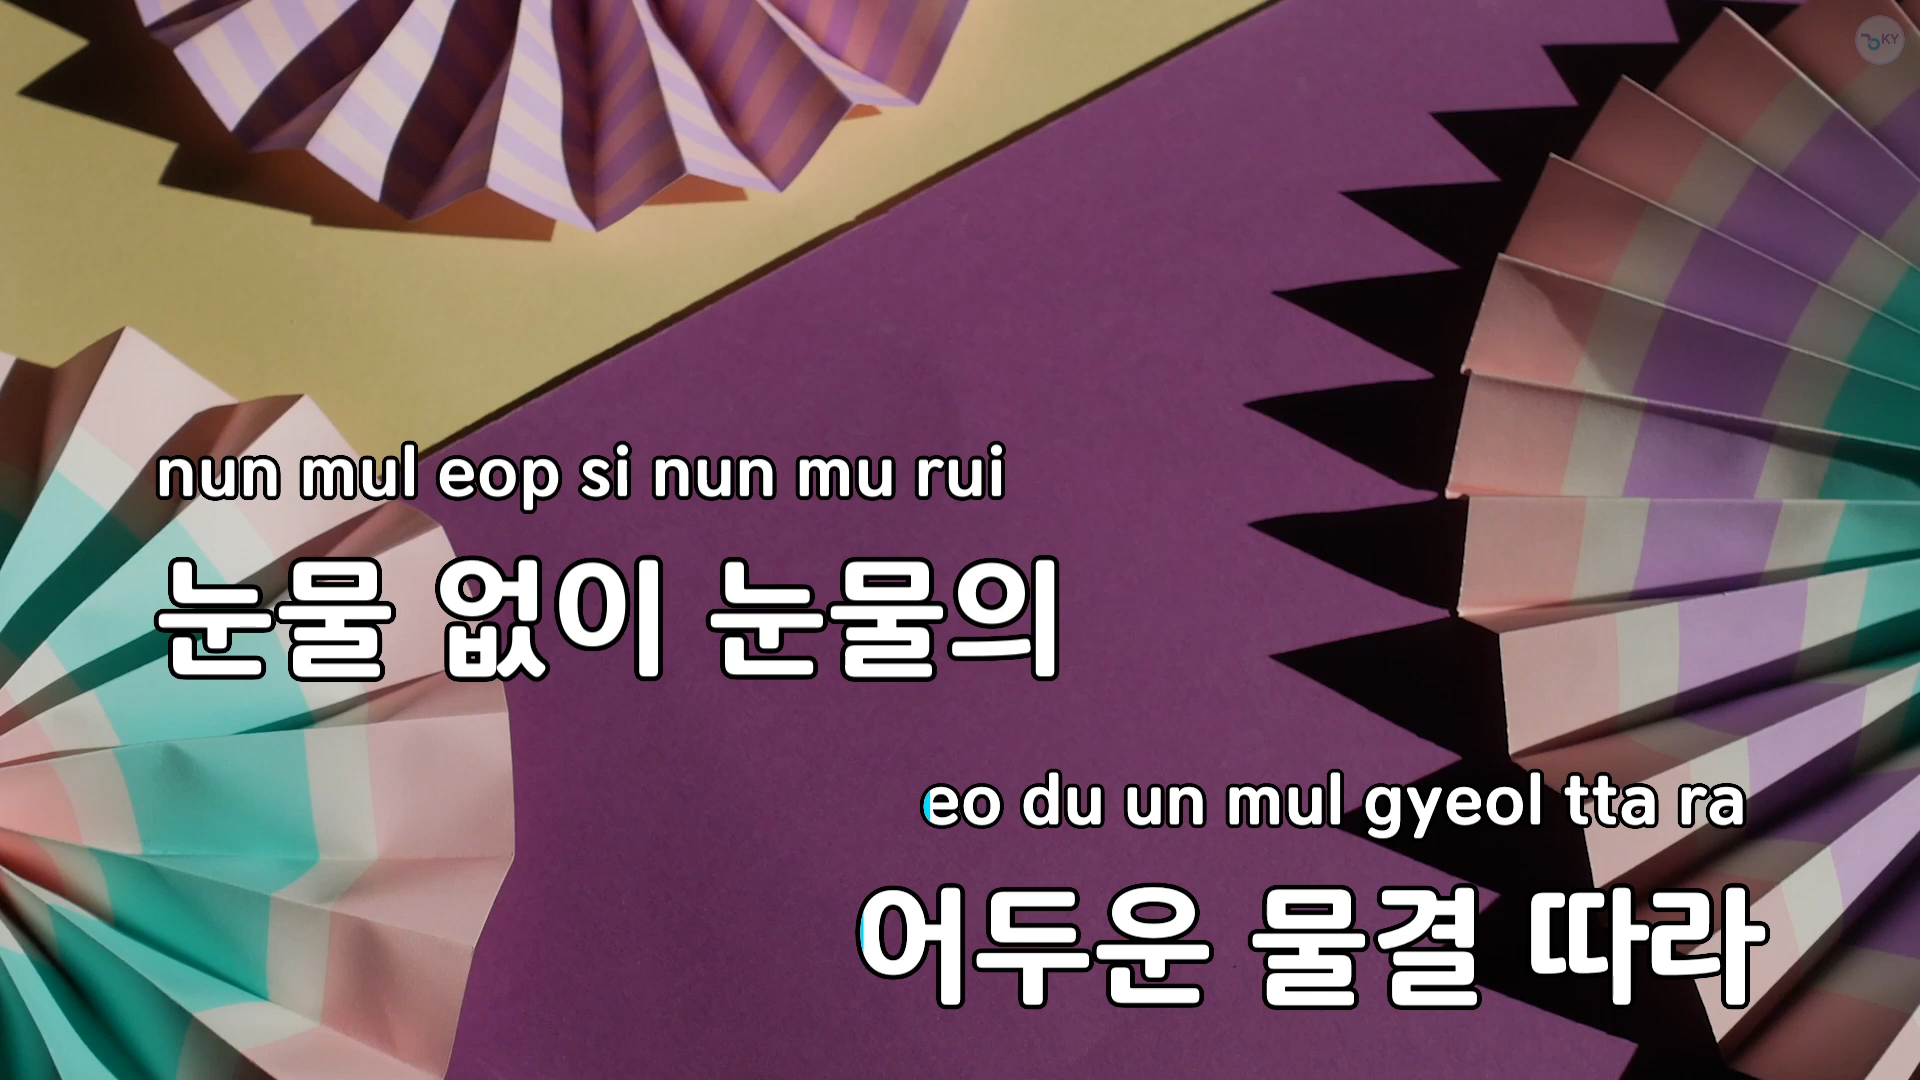 KY
nun mul eop si nun mu rui
눈물 없이 눈물의
eo du un mul gyeol tta ra
어두운 물결 따라